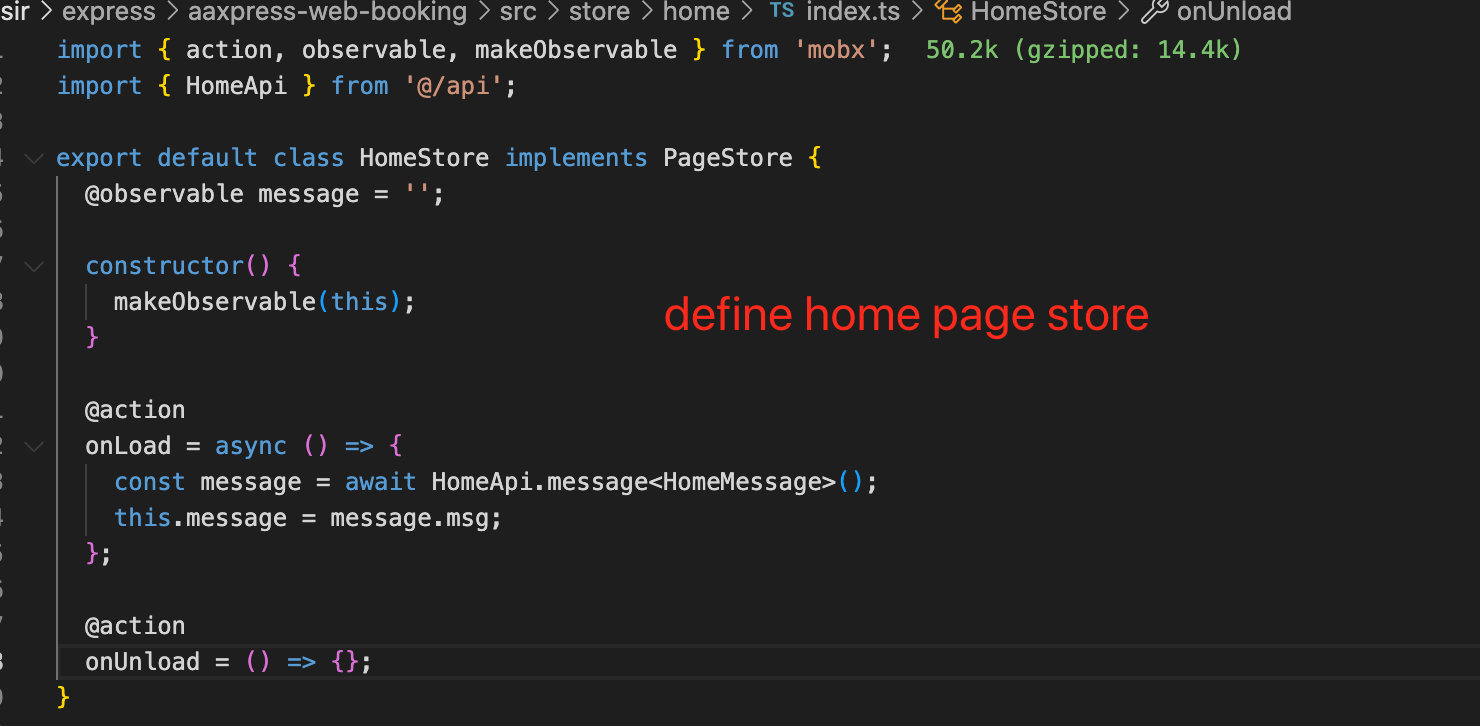 sir > express > aaxpress-web-booking > src > store > home > TS index.ts > HomeStore > onUnload
import { action, observable, makeObservable } from 'mobx';  50.2k (gzipped: 14.4k)
import { HomeApi } from '@/api';
export default class HomeStore implements PageStore {
@observable message = '';
constructor() {
makeObservable(this);
}
define home page store
@action
onLoad = async () => {
const message = await HomeApi.message<HomeMessage>();
this.message = message.msg;
};
@action
onUnload = () => {};
}